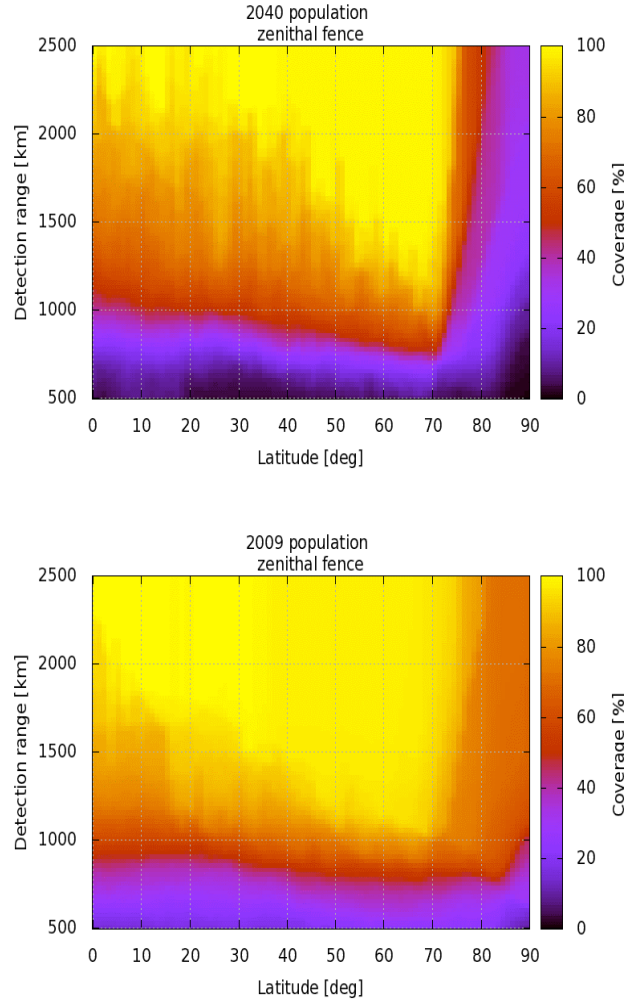 2040 population
zenithal fence
2500
2000
1500
1000
500
Detection range [km]
0 10 20 30 40 50 60 70 80 90
Latitude [deg]
100
80
60
40
20
0
Coverage [%]
2009 population
zenithal fence
2500
2000
1500
1000
500
Detection range [km]
0 10 20 30 40 50 60 70 80 90
Latitude [deg]
100
80
60
40
20
0
Coverage [%]